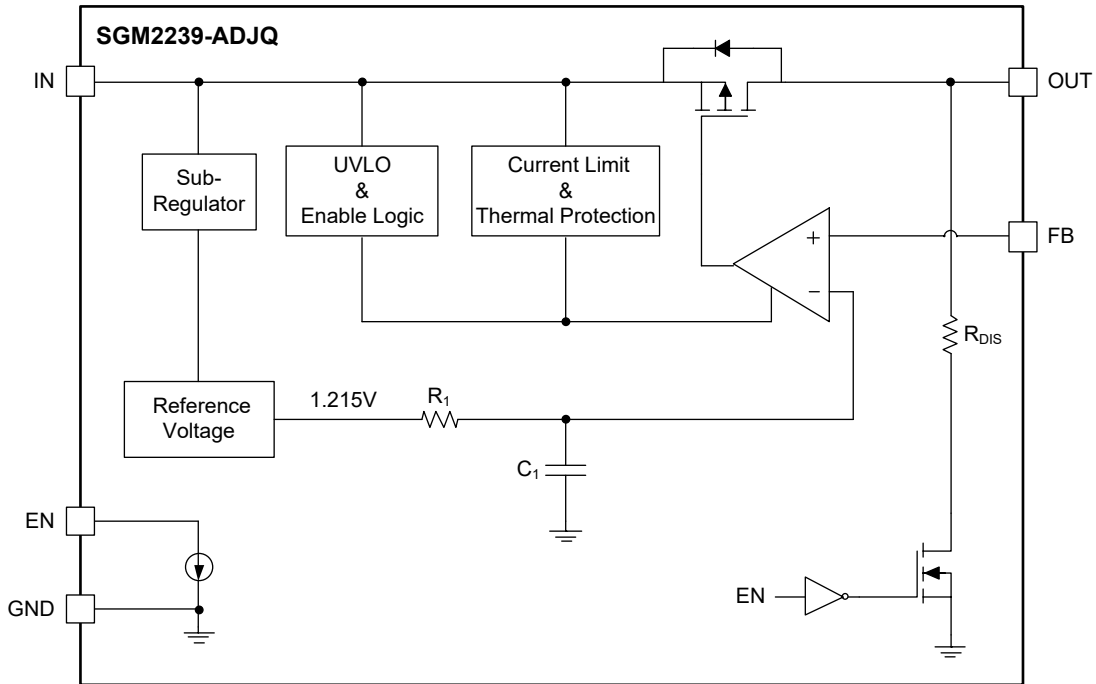 SGM2239-ADJQ
IN
OUT
Sub-
Regulator
UVLO
&
Enable Logic
Current Limit
&
Thermal Protection
+
FB
−
RDIS
Reference
Voltage
1.215V
R1
C1
EN
GND
EN